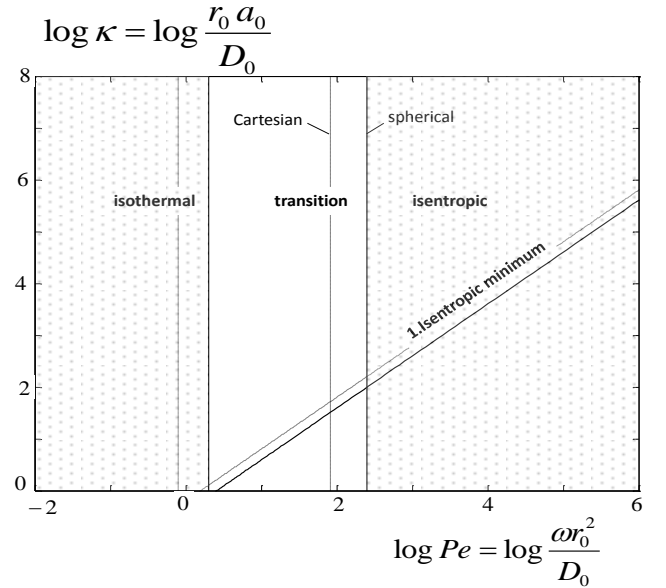 log κ = log r₀ a₀ / D₀
8
Cartesian
spherical
6
isothermal
transition
isentropic
1.Isentropic minimum
4
2
0
−2
0
2
4
6
log Pe = log ωr₀² / D₀